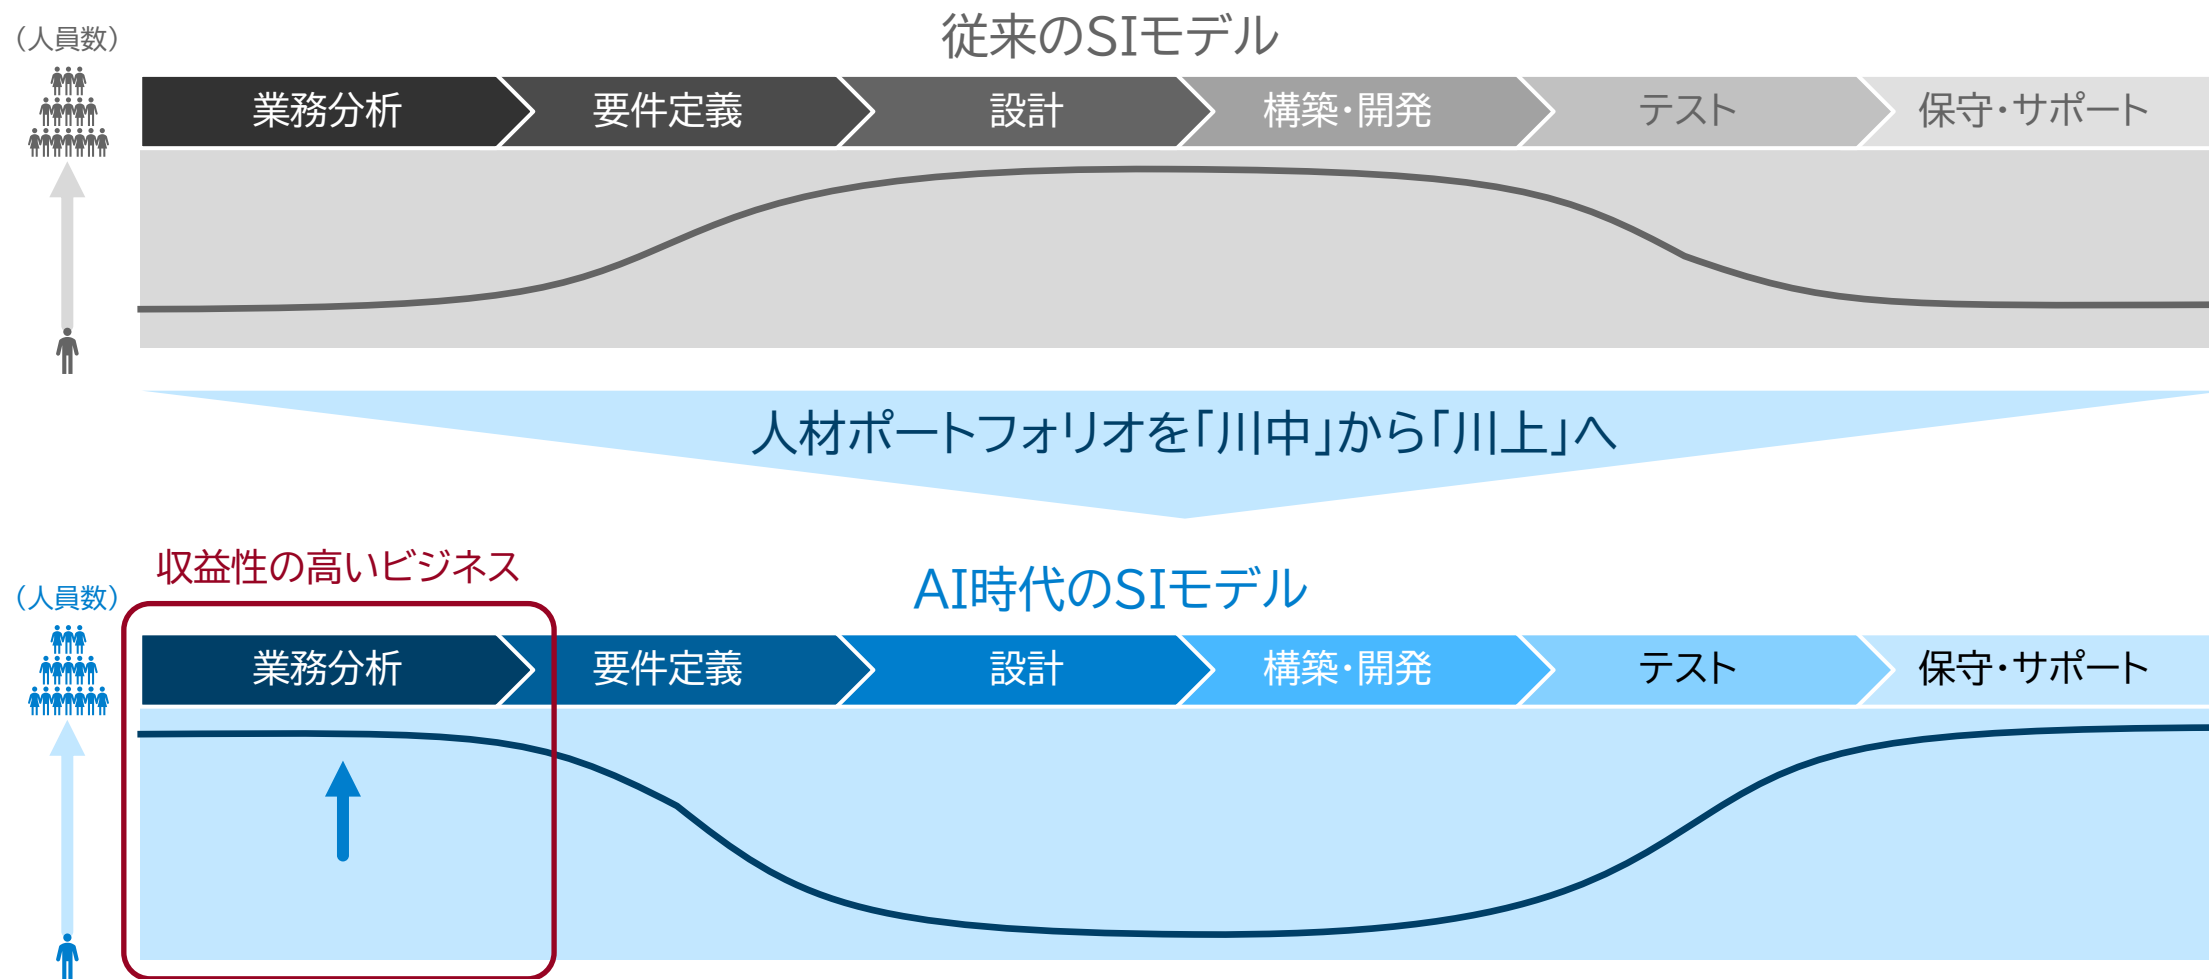 従来のSIモデル
（人員数）
業務分析
要件定義
設計
構築・開発
テスト
保守・サポート
人材ポートフォリオを「川中」から「川上」へ
収益性の高いビジネス
AI時代のSIモデル
（人員数）
業務分析
要件定義
設計
構築・開発
テスト
保守・サポート